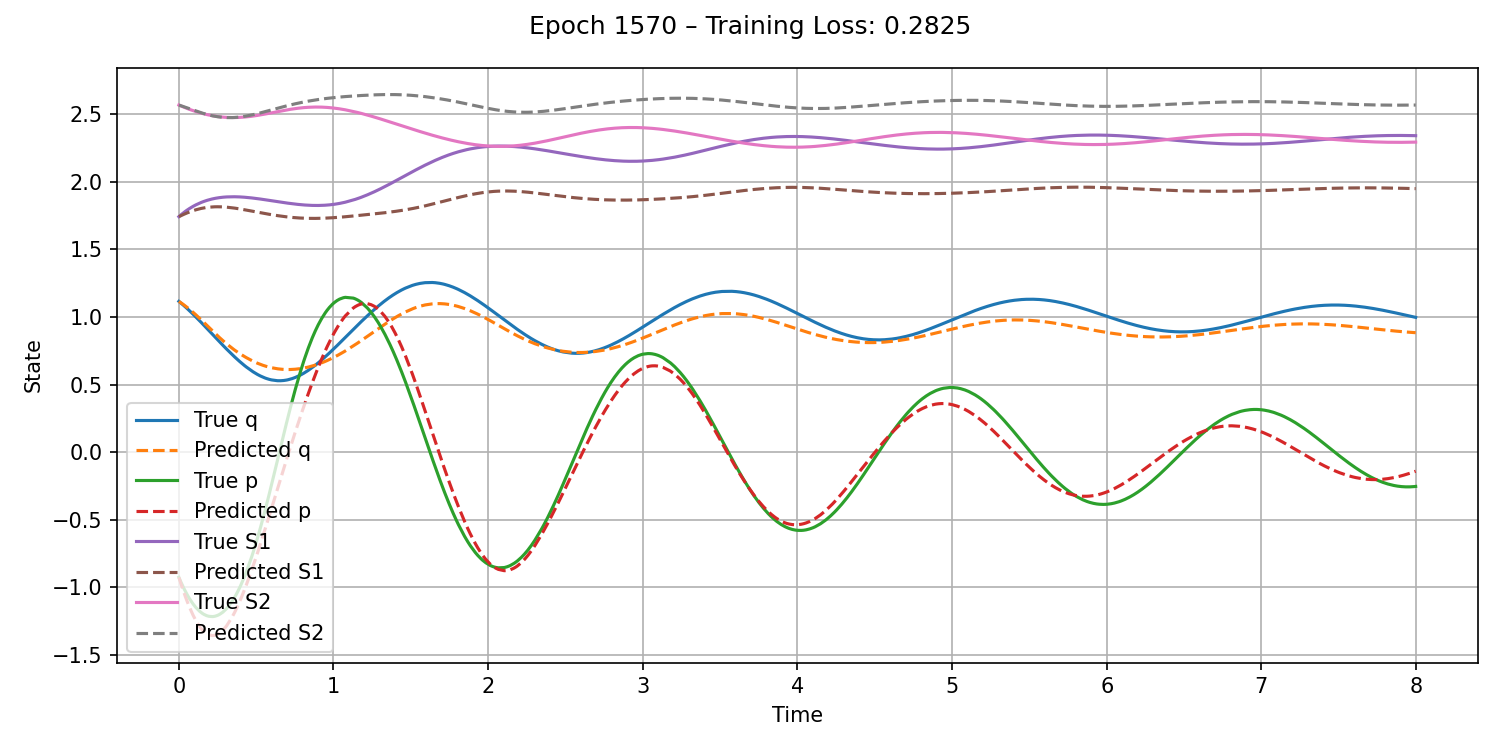 Epoch 1570 – Training Loss: 0.2825
2.5
2.0
1.5
1.0
0.5
0.0
−0.5
−1.0
−1.5
State
True q
Predicted q
True p
Predicted p
True S1
Predicted S1
True S2
Predicted S2
0 1 2 3 4 5 6 7 8
Time